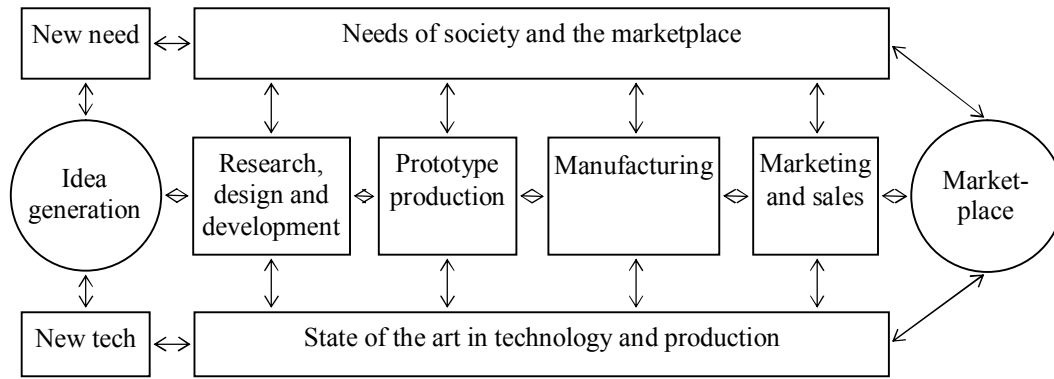 New need
Needs of society and the marketplace
Idea
generation
Research,
design and
development
Prototype
production
Manufacturing
Marketing
and sales
Market-
place
New tech
State of the art in technology and production